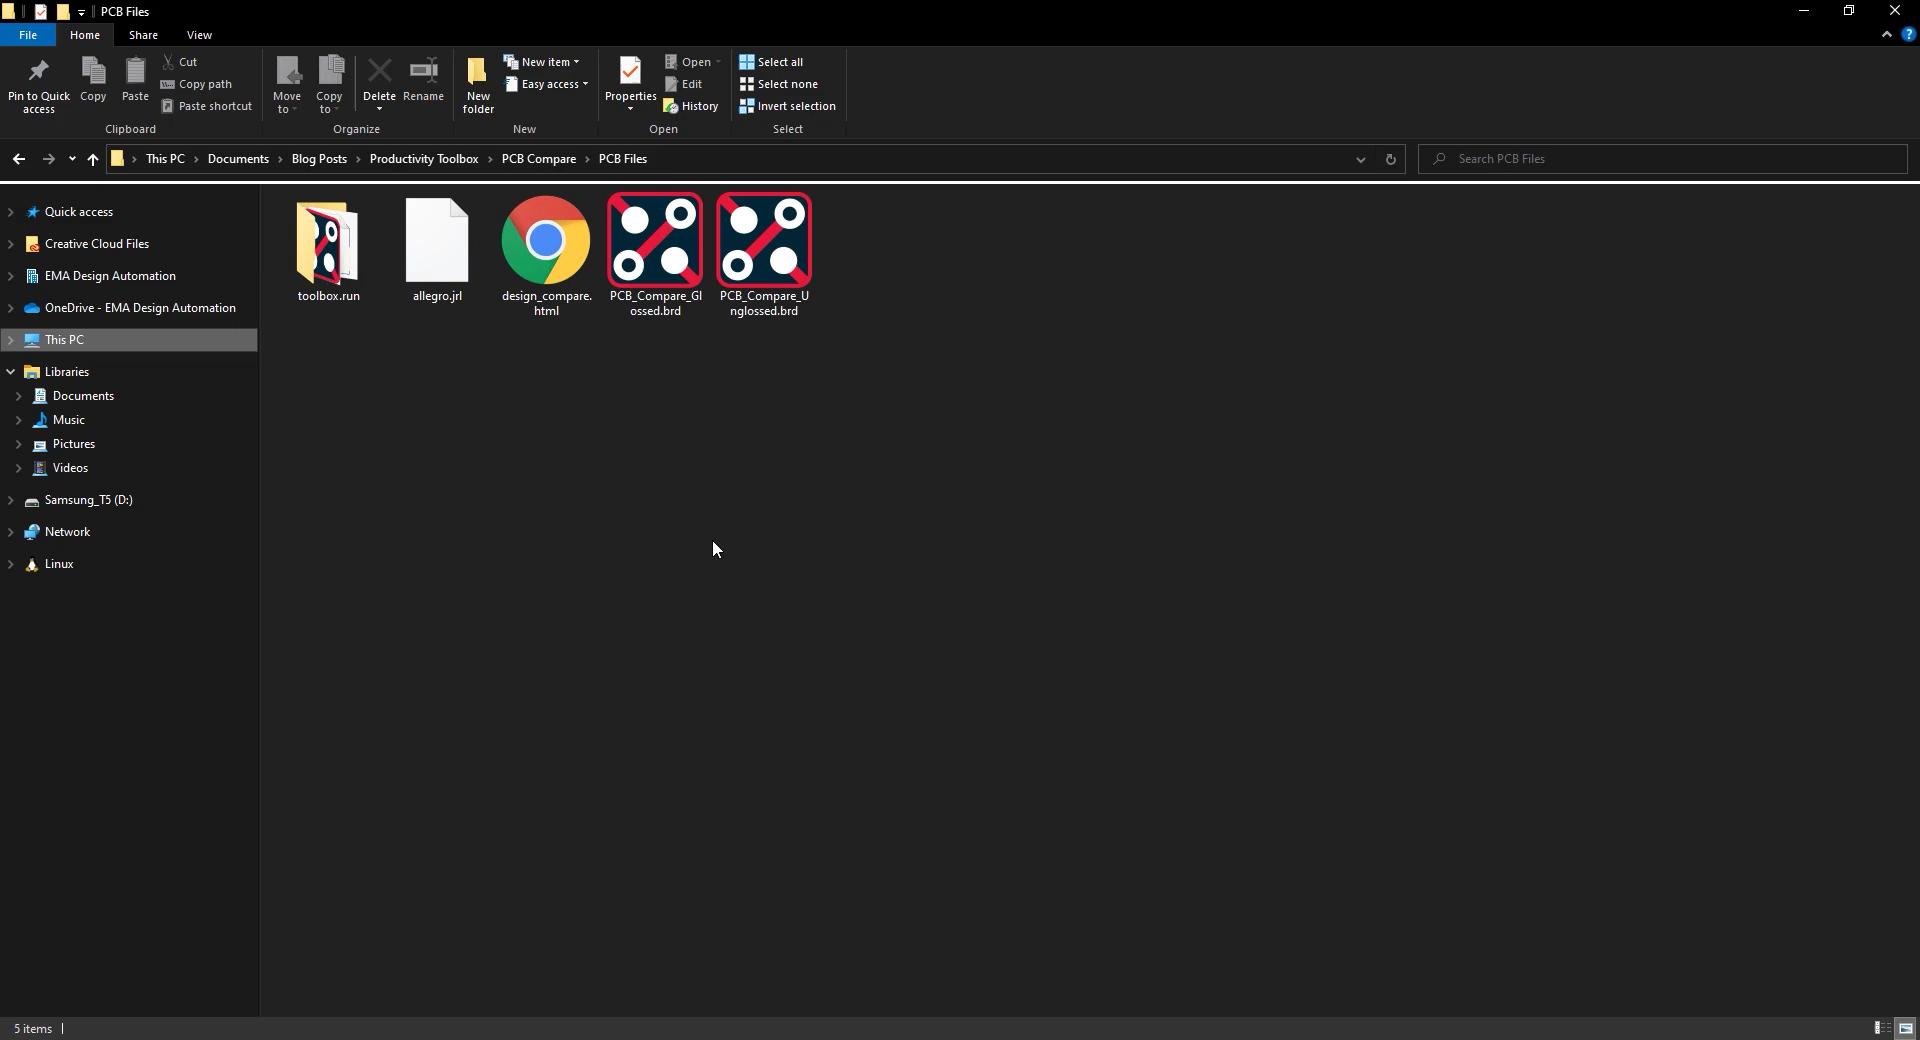 PCB Files
File Home Share View
Pin to Quick access
Copy
Paste
Cut
Copy path
Paste shortcut
Clipboard
Move to
Copy to
Delete
Rename
Organize
New folder
New item
Easy access
New
Properties
Open
Edit
History
Open
Select all
Select none
Invert selection
Select
This PC > Documents > Blog Posts > Productivity Toolbox > PCB Compare > PCB Files
Search PCB Files
Quick access
Creative Cloud Files
EMA Design Automation
OneDrive - EMA Design Automation
This PC
Libraries
Documents
Music
Pictures
Videos
Samsung_T5 (D:)
Network
Linux
toolbox.run
allegro.jrl
design_compare.
html
PCB_Compare_Gl
ossed.brd
PCB_Compare_U
nglossed.brd
5 items